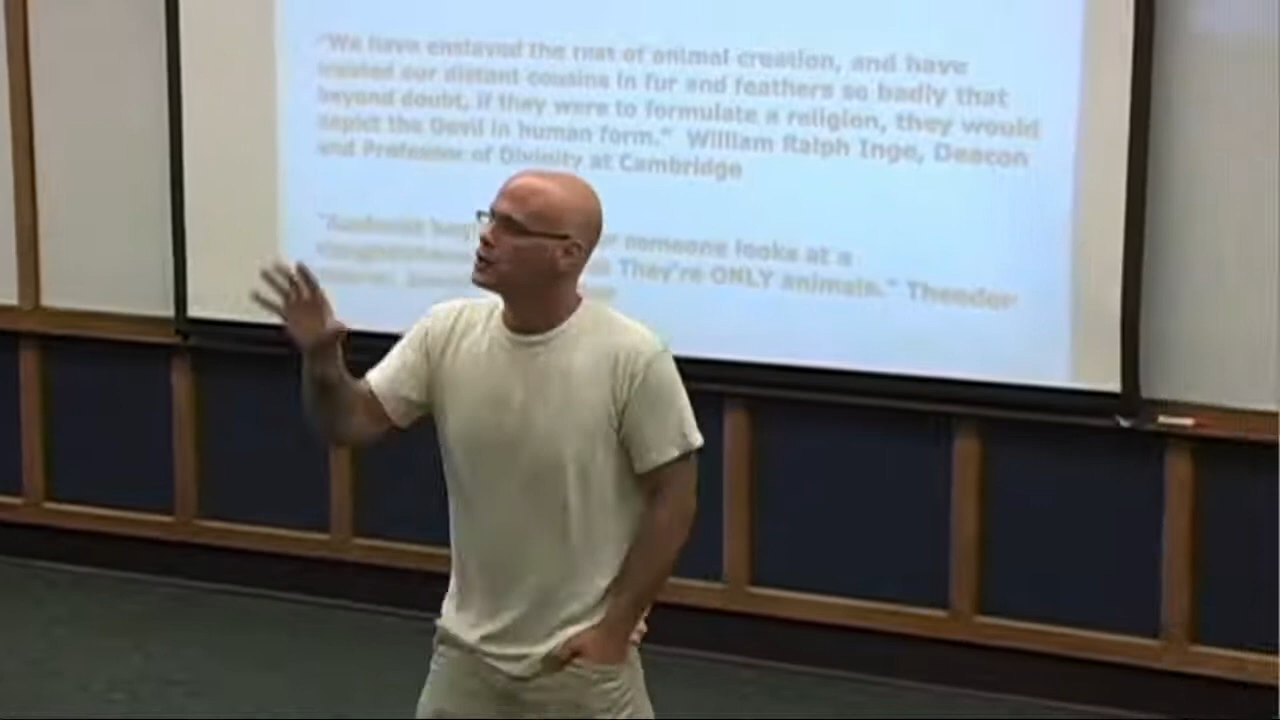 "We have enslaved the rest of animal creation, and have
treated our distant cousins in fur and feathers so badly that
beyond doubt, if they were to formulate a religion, they would
depict the Devil in human form." William Ralph Inge, Deacon
and Professor of Divinity at Cambridge
someone looks at a
They're ONLY animals." Theodor